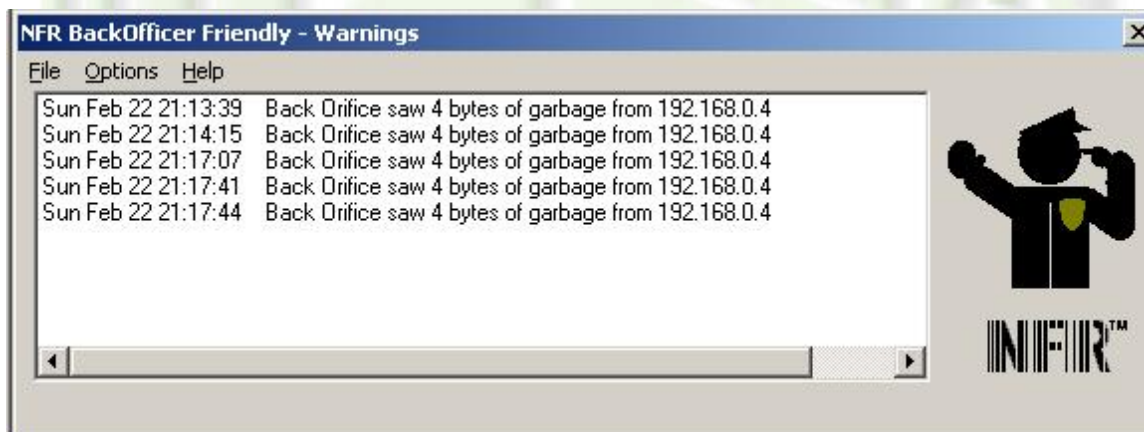 NFR BackOfficer Friendly - Warnings
File Options Help
Sun Feb 22 21:13:39 Back Orifice saw 4 bytes of garbage from 192.168.0.4
Sun Feb 22 21:14:15 Back Orifice saw 4 bytes of garbage from 192.168.0.4
Sun Feb 22 21:17:07 Back Orifice saw 4 bytes of garbage from 192.168.0.4
Sun Feb 22 21:17:41 Back Orifice saw 4 bytes of garbage from 192.168.0.4
Sun Feb 22 21:17:44 Back Orifice saw 4 bytes of garbage from 192.168.0.4
NFR™